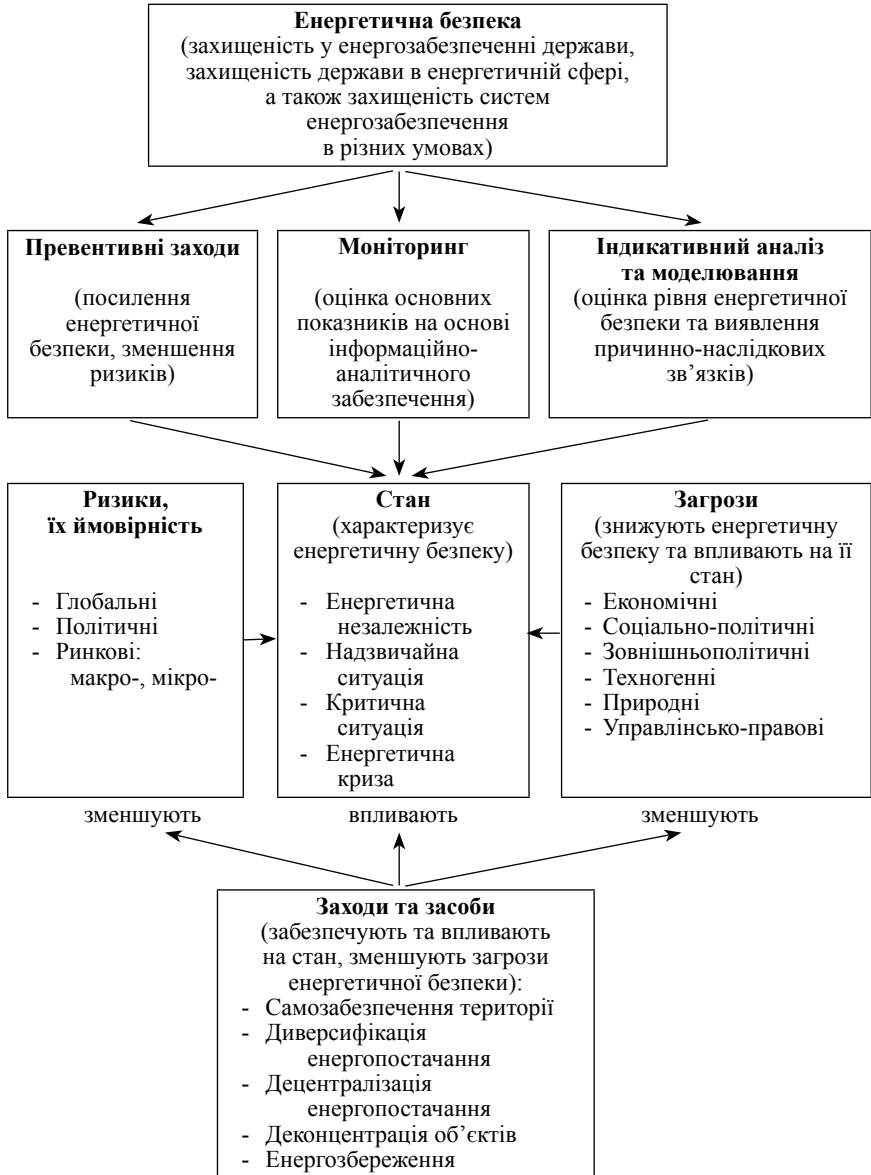 Енергетична безпека
(захищеність у енергозабезпеченні держави,
захищеність держави в енергетичній сфері,
а також захищеність систем
енергозабезпечення
в різних умовах)
Превентивні заходи
(посилення
енергетичної
безпеки, зменшення
ризиків)
Моніторинг
(оцінка основних
показників на основі
інформаційно-
аналітичного
забезпечення)
Індикативний аналіз
та моделювання
(оцінка рівня енергетичної
безпеки та виявлення
причинно-наслідкових
зв’язків)
Ризики,
їх ймовірність
- Глобальні
- Політичні
- Ринкові:
макро-, мікро-
Стан
(характеризує
енергетичну безпеку)
- Енергетична
незалежність
- Надзвичайна
ситуація
- Критична
ситуація
- Енергетична
криза
Загрози
(знижують енергетичну
безпеку та впливають на її
стан)
- Економічні
- Соціально-політичні
- Зовнішньополітичні
- Техногенні
- Природні
- Управлінсько-правові
зменшують
впливають
зменшують
Заходи та засоби
(забезпечують та впливають
на стан, зменшують загрози
енергетичної безпеки):
- Самозабезпечення території
- Диверсифікація
енергопостачання
- Децентралізація
енергопостачання
- Деконцентрація об’єктів
- Енергозбереження